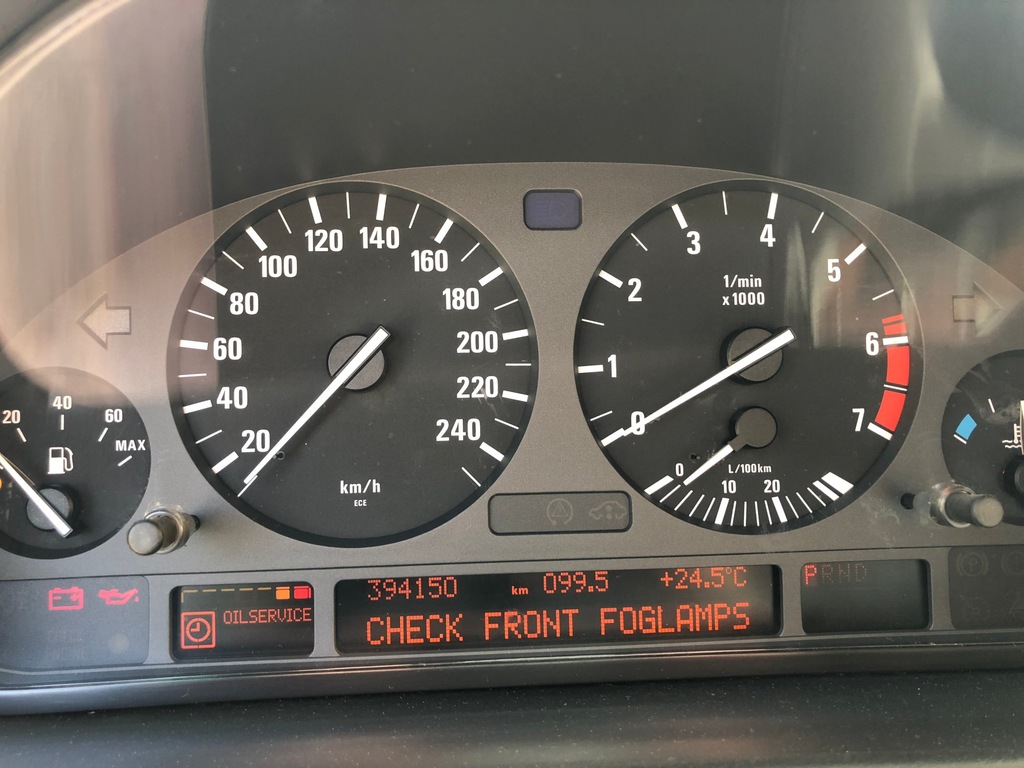 20 40 60 MAX
20 40 60 80 100 120 140 160 180 200 220 240
km/h
ECE
0 1 2 3 4 5 6 7
1/min
x 1000
0 10 20
L/100km
OILSERVICE
394150 km 099.5 +24.5°C
CHECK FRONT FOGLAMPS
PRND